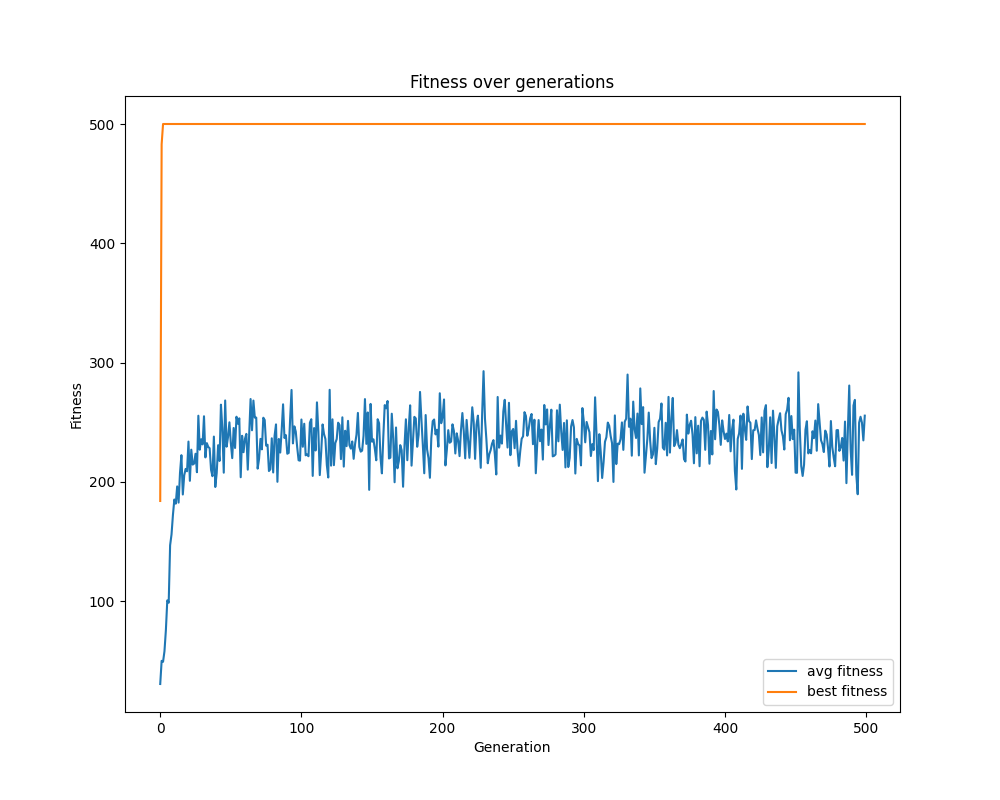 Fitness over generations
500
400
300
200
100
Fitness
0 100 200 300 400 500
Generation
avg fitness
best fitness